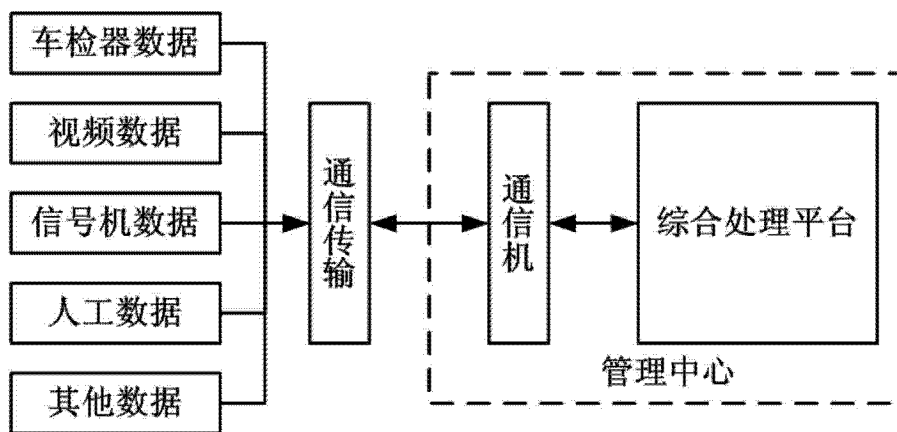 车检器数据
视频数据
信号机数据
人工数据
其他数据
通信传输
通信机
综合处理平台
管理中心